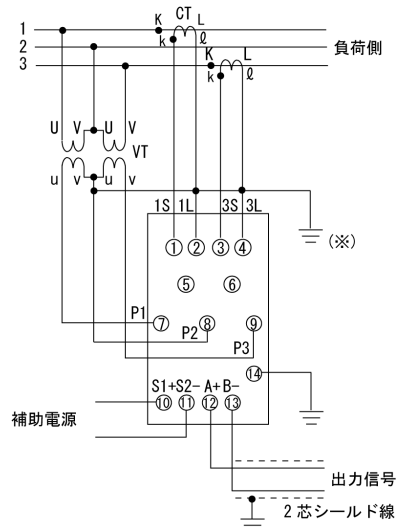 CT
K L
1
2
3
k ℓ
K L
k ℓ
負荷側
U V U V
VT
u v u v
1S 1L 3S 3L
① ② ③ ④
(※)
⑤ ⑥
P1 ⑦ P2 ⑧ P3 ⑨
⑭
S1+ S2- A+ B-
⑩ ⑪ ⑫ ⑬
補助電源
出力信号
2芯シールド線